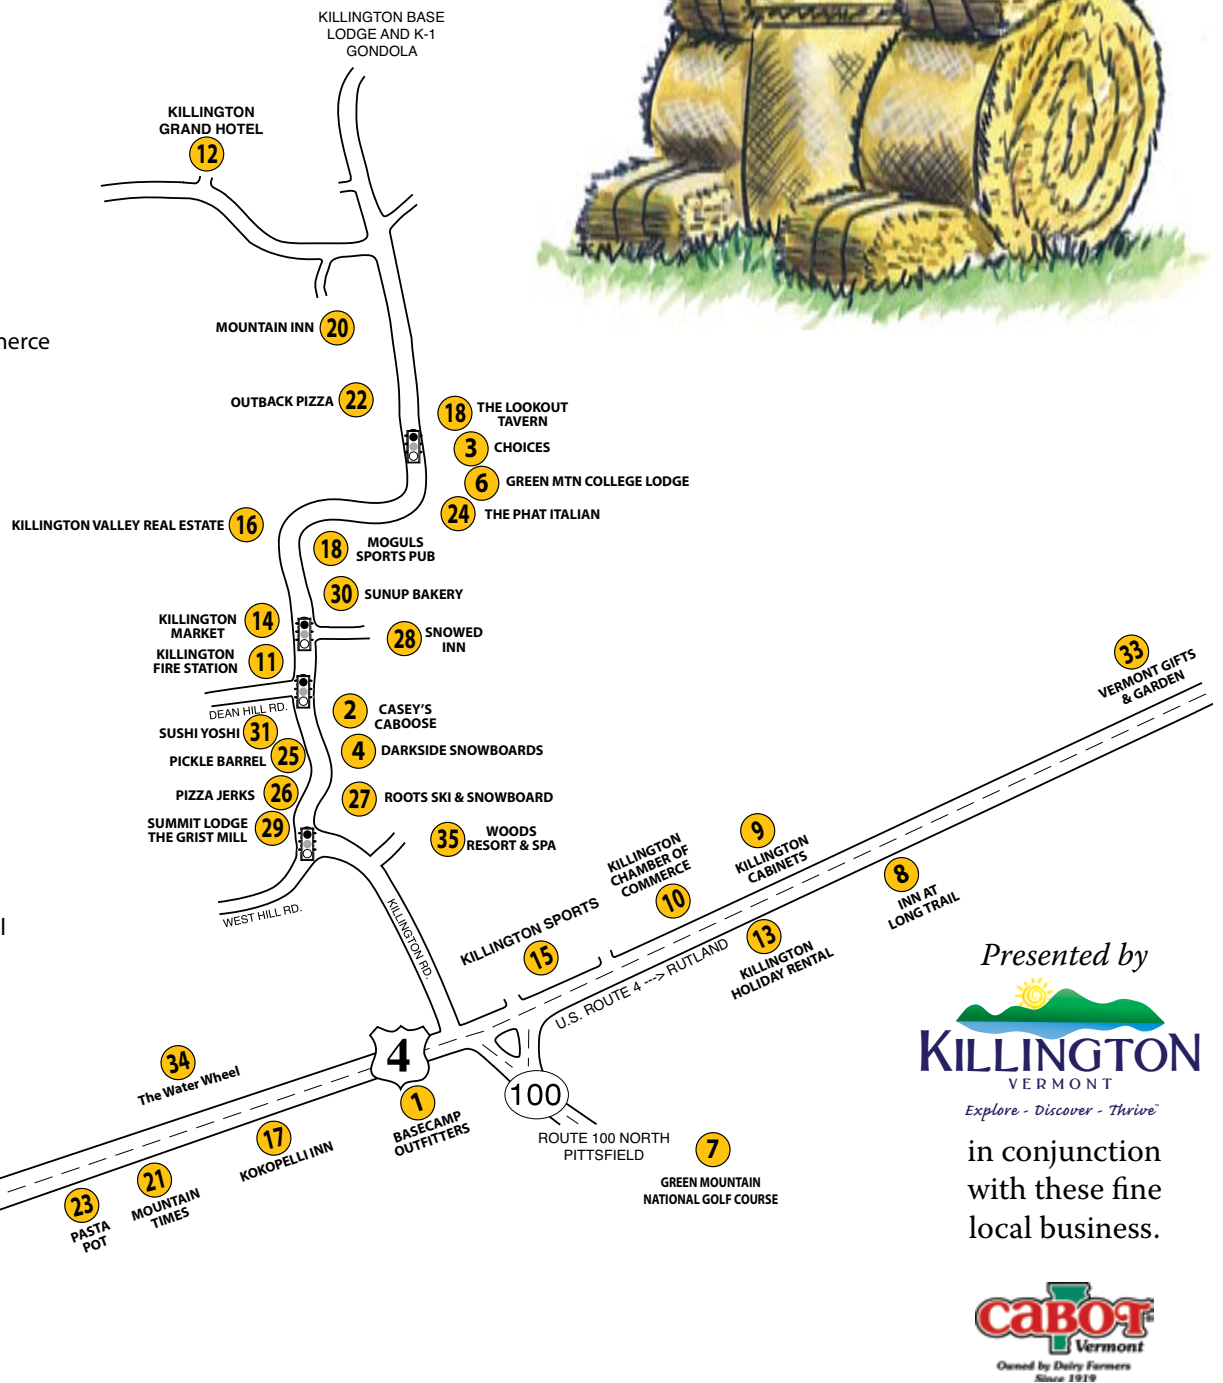 KILLINGTON BASE
LODGE AND K-1
GONDOLA
KILLINGTON
GRAND HOTEL
12
MOUNTAIN INN 20
merce
OUTBACK PIZZA 22
18 THE LOOKOUT
TAVERN
3 CHOICES
6 GREEN MTN COLLEGE LODGE
24 THE PHAT ITALIAN
KILLINGTON VALLEY REAL ESTATE 16
18 MOGULS
SPORTS PUB
30 SUNUP BAKERY
KILLINGTON
MARKET 14
28 SNOWED
INN
KILLINGTON
FIRE STATION 11
DEAN HILL RD.
2 CASEY'S
CABOOSE
SUSHI YOSHI 31
4 DARKSIDE SNOWBOARDS
PICKLE BARREL 25
PIZZA JERKS 26
27 ROOTS SKI & SNOWBOARD
SUMMIT LODGE
THE GRIST MILL 29
35 WOODS
RESORT & SPA
WEST HILL RD.
KILLINGTON RD.
33
VERMONT GIFTS
& GARDEN
9
KILLINGTON
CABINETS
KILLINGTON
CHAMBER OF
COMMERCE
10
8
INN AT
LONG TRAIL
KILLINGTON SPORTS
15
13
KILLINGTON
HOLIDAY RENTAL
U.S. ROUTE 4 ---> RUTLAND
4
100
ROUTE 100 NORTH
PITTSFIELD
34
The Water Wheel
1
BASECAMP
OUTFITTERS
17
KOKOPELLI INN
21
MOUNTAIN
TIMES
23
PASTA
POT
7
GREEN MOUNTAIN
NATIONAL GOLF COURSE
l
Presented by
KILLINGTON
VERMONT
Explore - Discover - Thrive
in conjunction
with these fine
local business.
CABOT
Vermont
Owned by Dairy Farmers
Since 1919